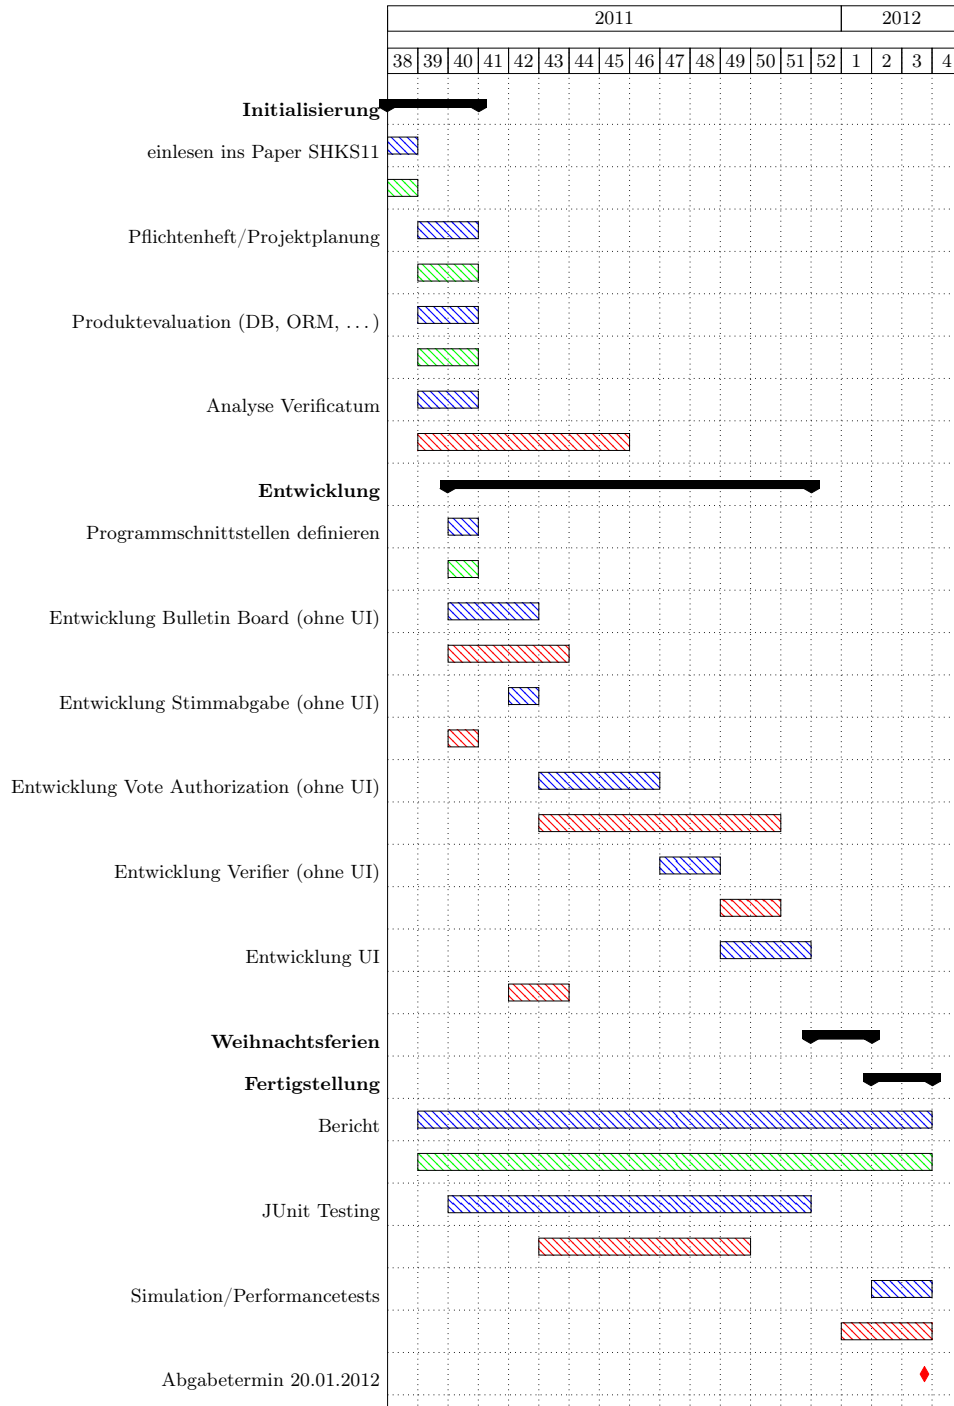 2011 2012
38 39 40 41 42 43 44 45 46 47 48 49 50 51 52 1 2 3 4
Initialisierung
einlesen ins Paper SHKS11
Pflichtenheft/Projektplanung
Produktevaluation (DB, ORM, ...)
Analyse Verificatum
Entwicklung
Programmschnittstellen definieren
Entwicklung Bulletin Board (ohne UI)
Entwicklung Stimmabgabe (ohne UI)
Entwicklung Vote Authorization (ohne UI)
Entwicklung Verifier (ohne UI)
Entwicklung UI
Weihnachtsferien
Fertigstellung
Bericht
JUnit Testing
Simulation/Performancetests
Abgabetermin 20.01.2012